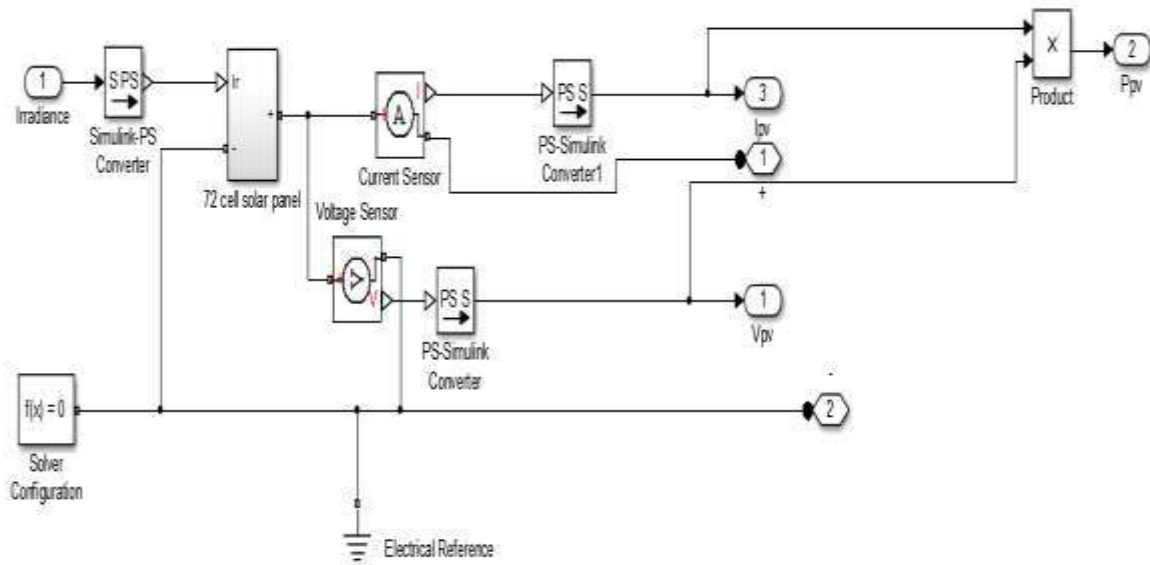 1
Irradiance
S PS
Simulink-PS
Converter
Ir
+
-
72 cell solar panel
I
A
Current Sensor
PS S
PS-Simulink
Converter1
3
Ipv
1
+
X
Product
2
Ppv
Voltage Sensor
V
V
PS S
PS-Simulink
Converter
1
Vpv
f(x) = 0
Solver
Configuration
-
2
Electrical Reference